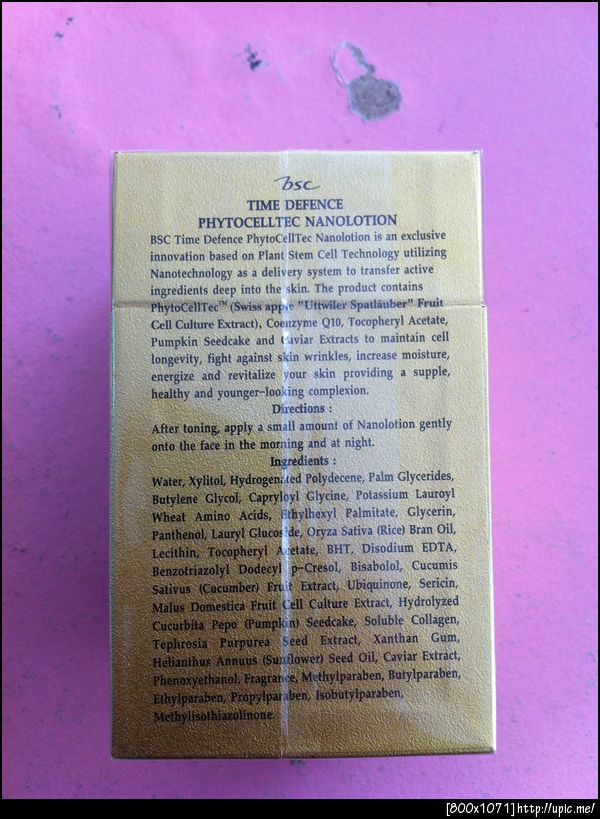 bsc
TIME DEFENCE
PHYTOCELLTEC NANOLOTION
BSC Time Defence PhytoCellTec Nanolotion is an exclusive
innovation based on Plant Stem Cell Technology utilizing
Nanotechnology as a delivery system to transfer active
ingredients deep into the skin. The product contains
PhytoCellTec™ (Swiss apple "Uttwiler Spatlauber" Fruit
Cell Culture Extract), Coenzyme Q10, Tocopheryl Acetate,
Pumpkin Seedcake and Caviar Extracts to maintain cell
longevity, fight against skin wrinkles, increase moisture,
energize and revitalize your skin providing a supple,
healthy and younger-looking complexion.
Directions :
After toning, apply a small amount of Nanolotion gently
onto the face in the morning and at night.
Ingredients :
Water, Xylitol, Hydrogenated Polydecene, Palm Glycerides,
Butylene Glycol, Capryloyl Glycine, Potassium Lauroyl
Wheat Amino Acids, Ethylhexyl Palmitate, Glycerin,
Panthenol, Lauryl Glucoside, Oryza Sativa (Rice) Bran Oil,
Lecithin, Tocopheryl Acetate, BHT, Disodium EDTA,
Benzotriazolyl Dodecyl p-Cresol, Bisabolol, Cucumis
Sativus (Cucumber) Fruit Extract, Ubiquinone, Sericin,
Malus Domestica Fruit Cell Culture Extract, Hydrolyzed
Cucurbita Pepo (Pumpkin) Seedcake, Soluble Collagen,
Tephrosia Purpurea Seed Extract, Xanthan Gum,
Helianthus Annuus (Sunflower) Seed Oil, Caviar Extract,
Phenoxyethanol, Fragrance, Methylparaben, Butylparaben,
Ethylparaben, Propylparaben, Isobutylparaben,
Methylisothiazolinone.
[800x1071]http://upic.me/